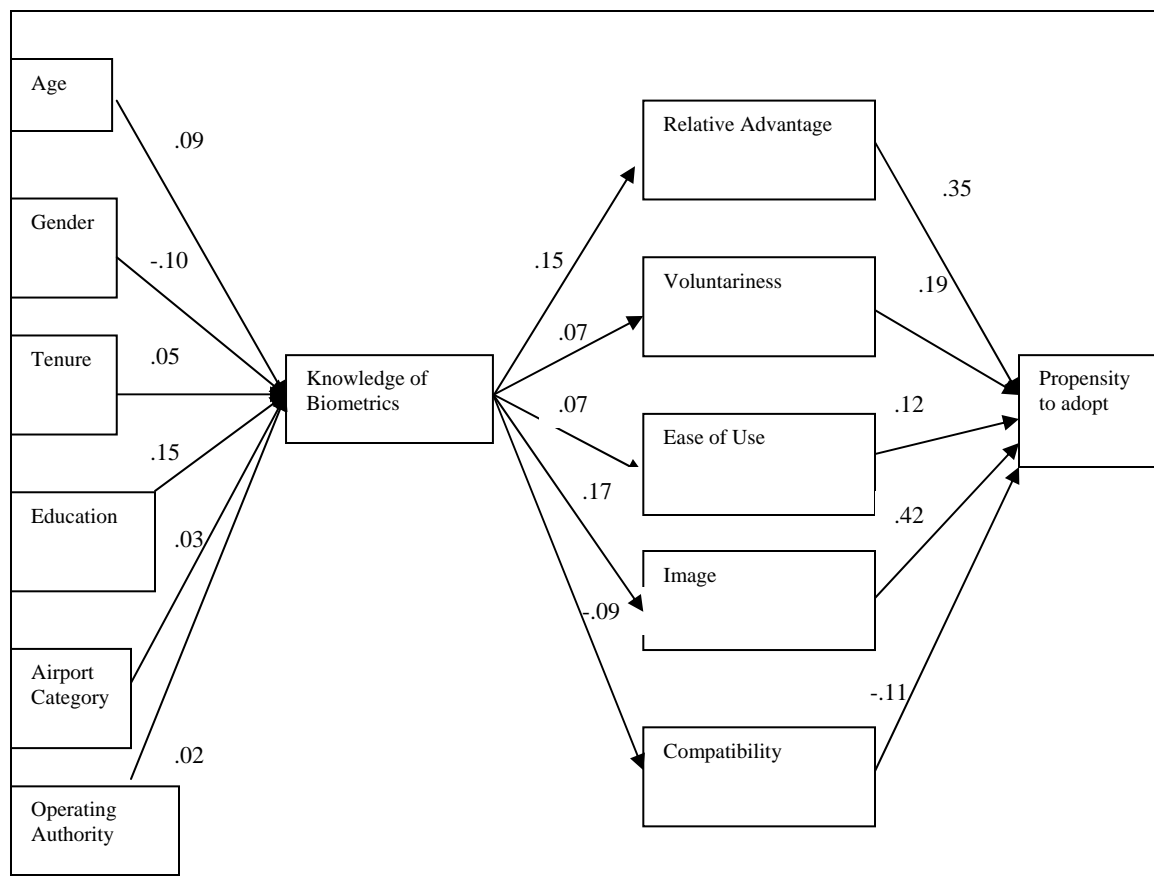 Age
.09
Gender
-.10
Tenure
.05
.15
Education
.03
Airport
Category
.02
Operating
Authority
Knowledge of
Biometrics
.15
.07
.07
.17
-.09
Relative Advantage
Voluntariness
Ease of Use
Image
Compatibility
.35
.19
.12
.42
-.11
Propensity
to adopt